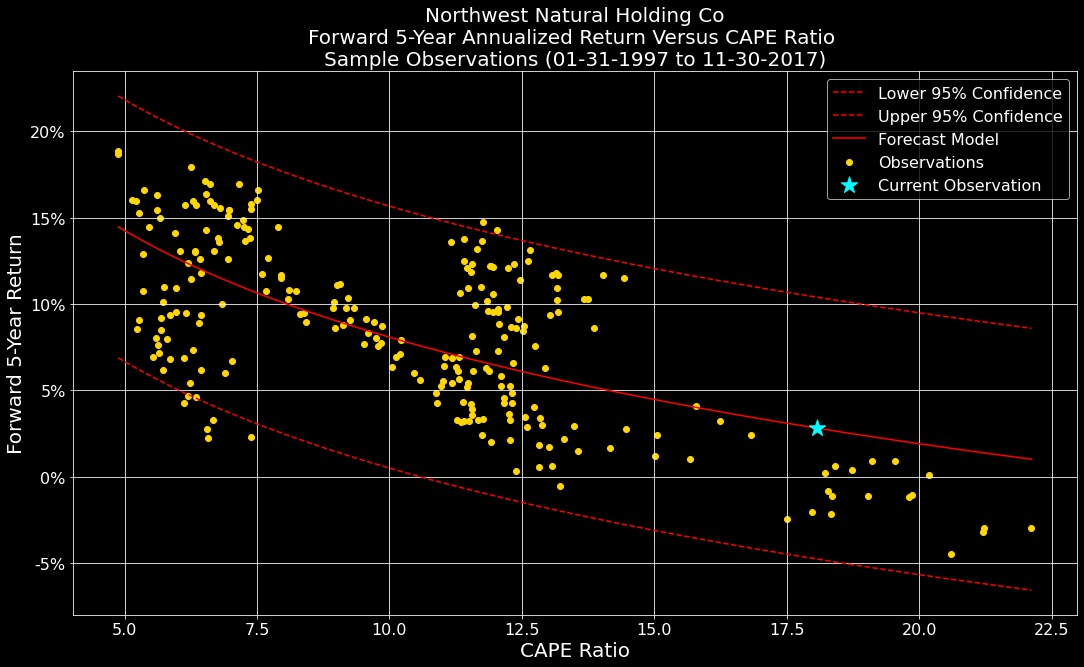 Northwest Natural Holding Co
Forward 5-Year Annualized Return Versus CAPE Ratio
Sample Observations (01-31-1997 to 11-30-2017)
Lower 95% Confidence
Upper 95% Confidence
Forecast Model
Observations
Current Observation
Forward 5-Year Return
20%
15%
10%
5%
0%
-5%
5.0 7.5 10.0 12.5 15.0 17.5 20.0 22.5
CAPE Ratio